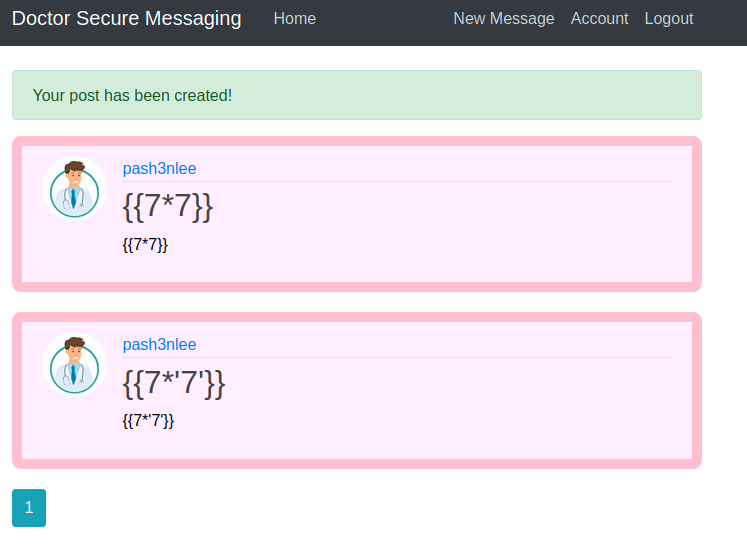 Doctor Secure Messaging Home New Message Account Logout
Your post has been created!
pash3nlee
{{7*7}}
{{7*7}}
pash3nlee
{{7*'7'}}
{{7*'7'}}
1